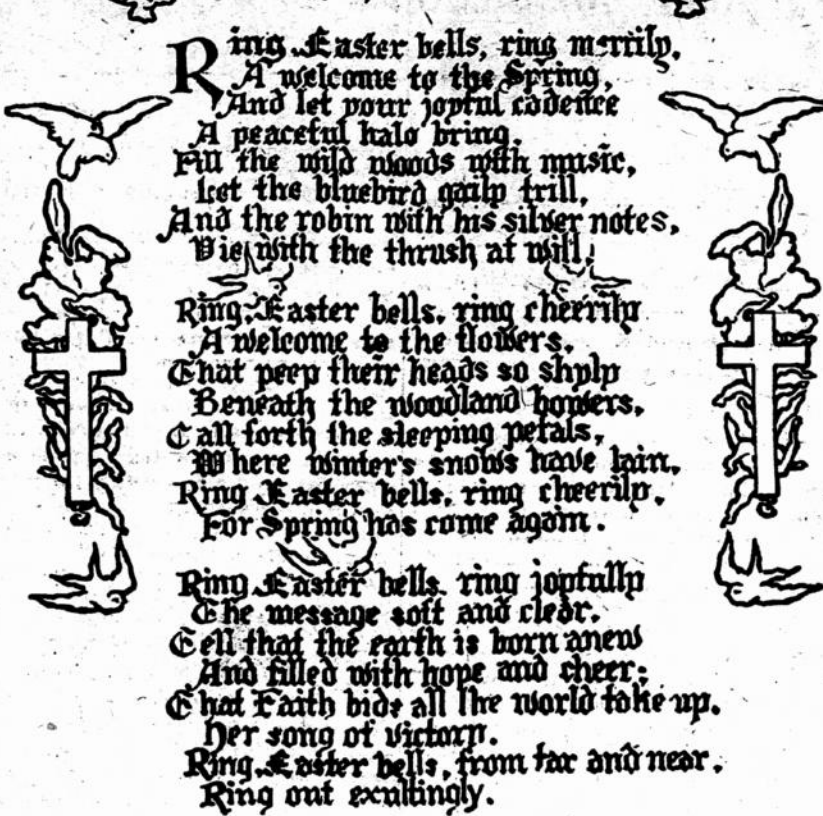 Ring Easter bells, ring merrily,
A welcome to the Spring,
And let your joyful cadence
A peaceful halo bring,
Fill the wild woods with music,
Let the bluebird gaily trill,
And the robin with his silver notes,
Vie with the thrush at will.
Ring, Easter bells, ring cheerily
A welcome to the flowers,
That peep their heads so shyly
Beneath the woodland bowers,
Call forth the sleeping petals,
Where winter's snows have lain,
Ring Easter bells, ring cheerily,
For Spring has come again.
Ring Easter bells, ring joyfully
The message soft and clear,
Tell that the earth is born anew
And filled with hope and cheer;
That Faith bids all the world take up,
Her song of victory.
Ring, Easter bells, from far and near,
Ring out exultingly.